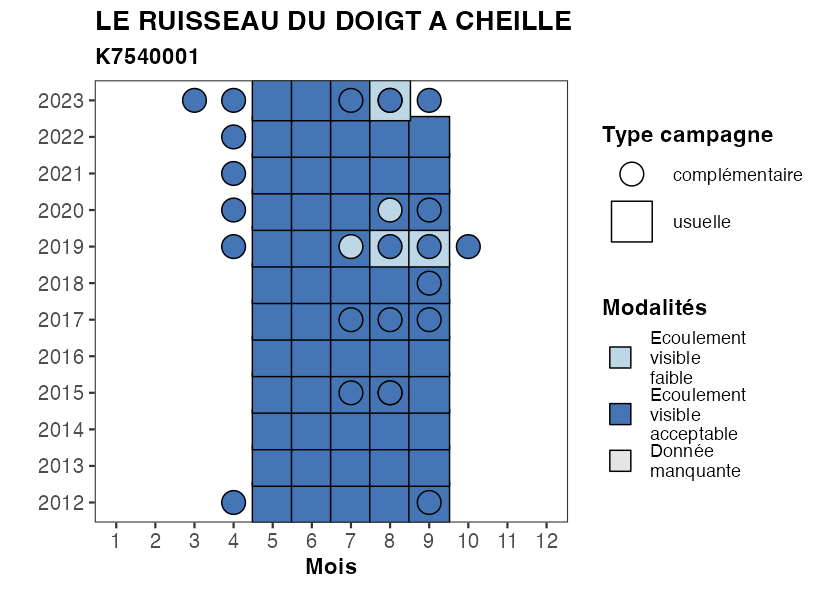 LE RUISSEAU DU DOIGT A CHEILLE
K7540001
2023
2022
2021
2020
2019
2018
2017
2016
2015
2014
2013
2012
1 2 3 4 5 6 7 8 9 10 11 12
Mois
Type campagne
complémentaire
usuelle
Modalités
Ecoulement
visible
faible
Ecoulement
visible
acceptable
Donnée
manquante